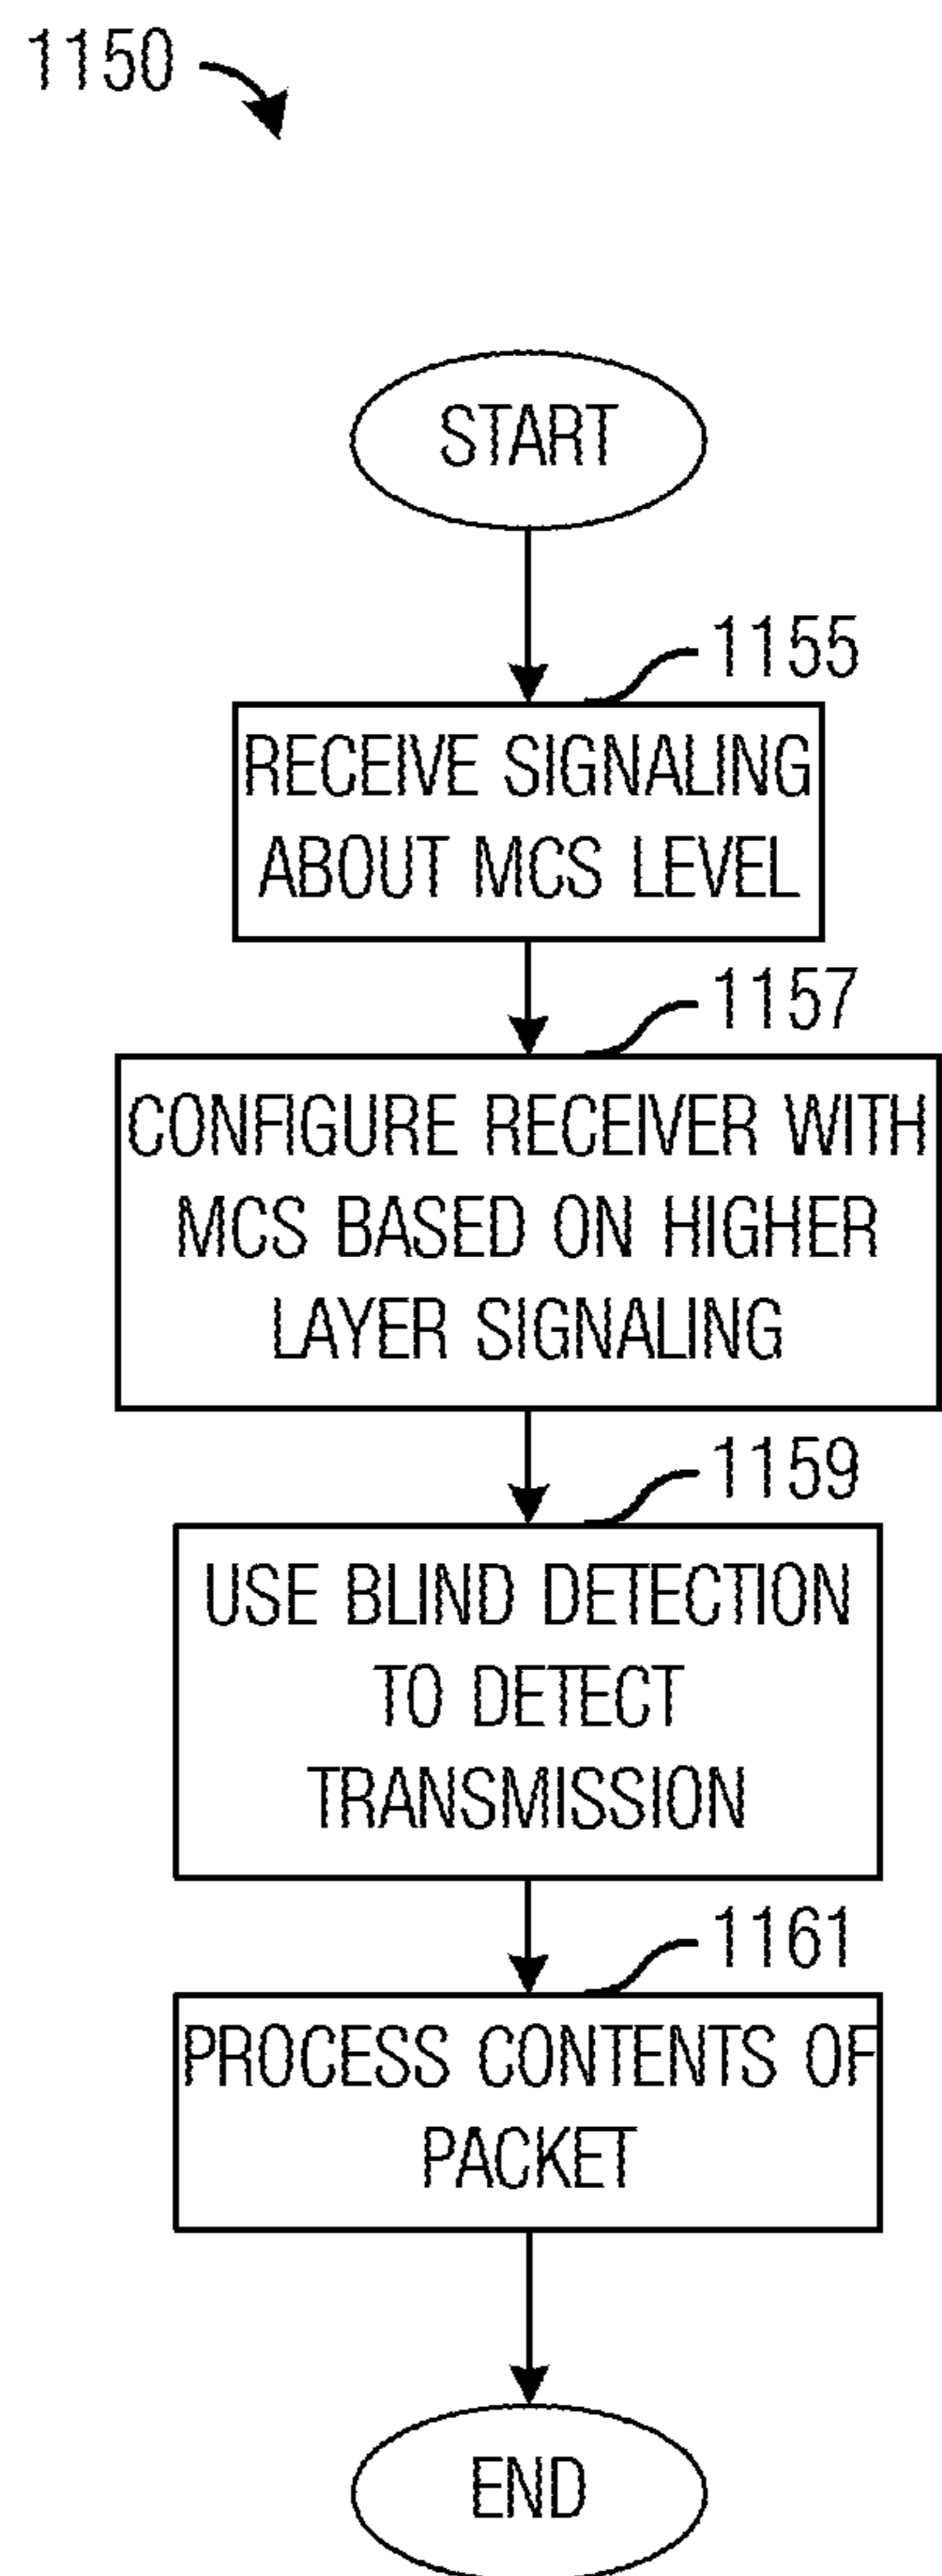 1150
START
1155
RECEIVE SIGNALING
ABOUT MCS LEVEL
1157
CONFIGURE RECEIVER WITH
MCS BASED ON HIGHER
LAYER SIGNALING
1159
USE BLIND DETECTION
TO DETECT
TRANSMISSION
1161
PROCESS CONTENTS OF
PACKET
END